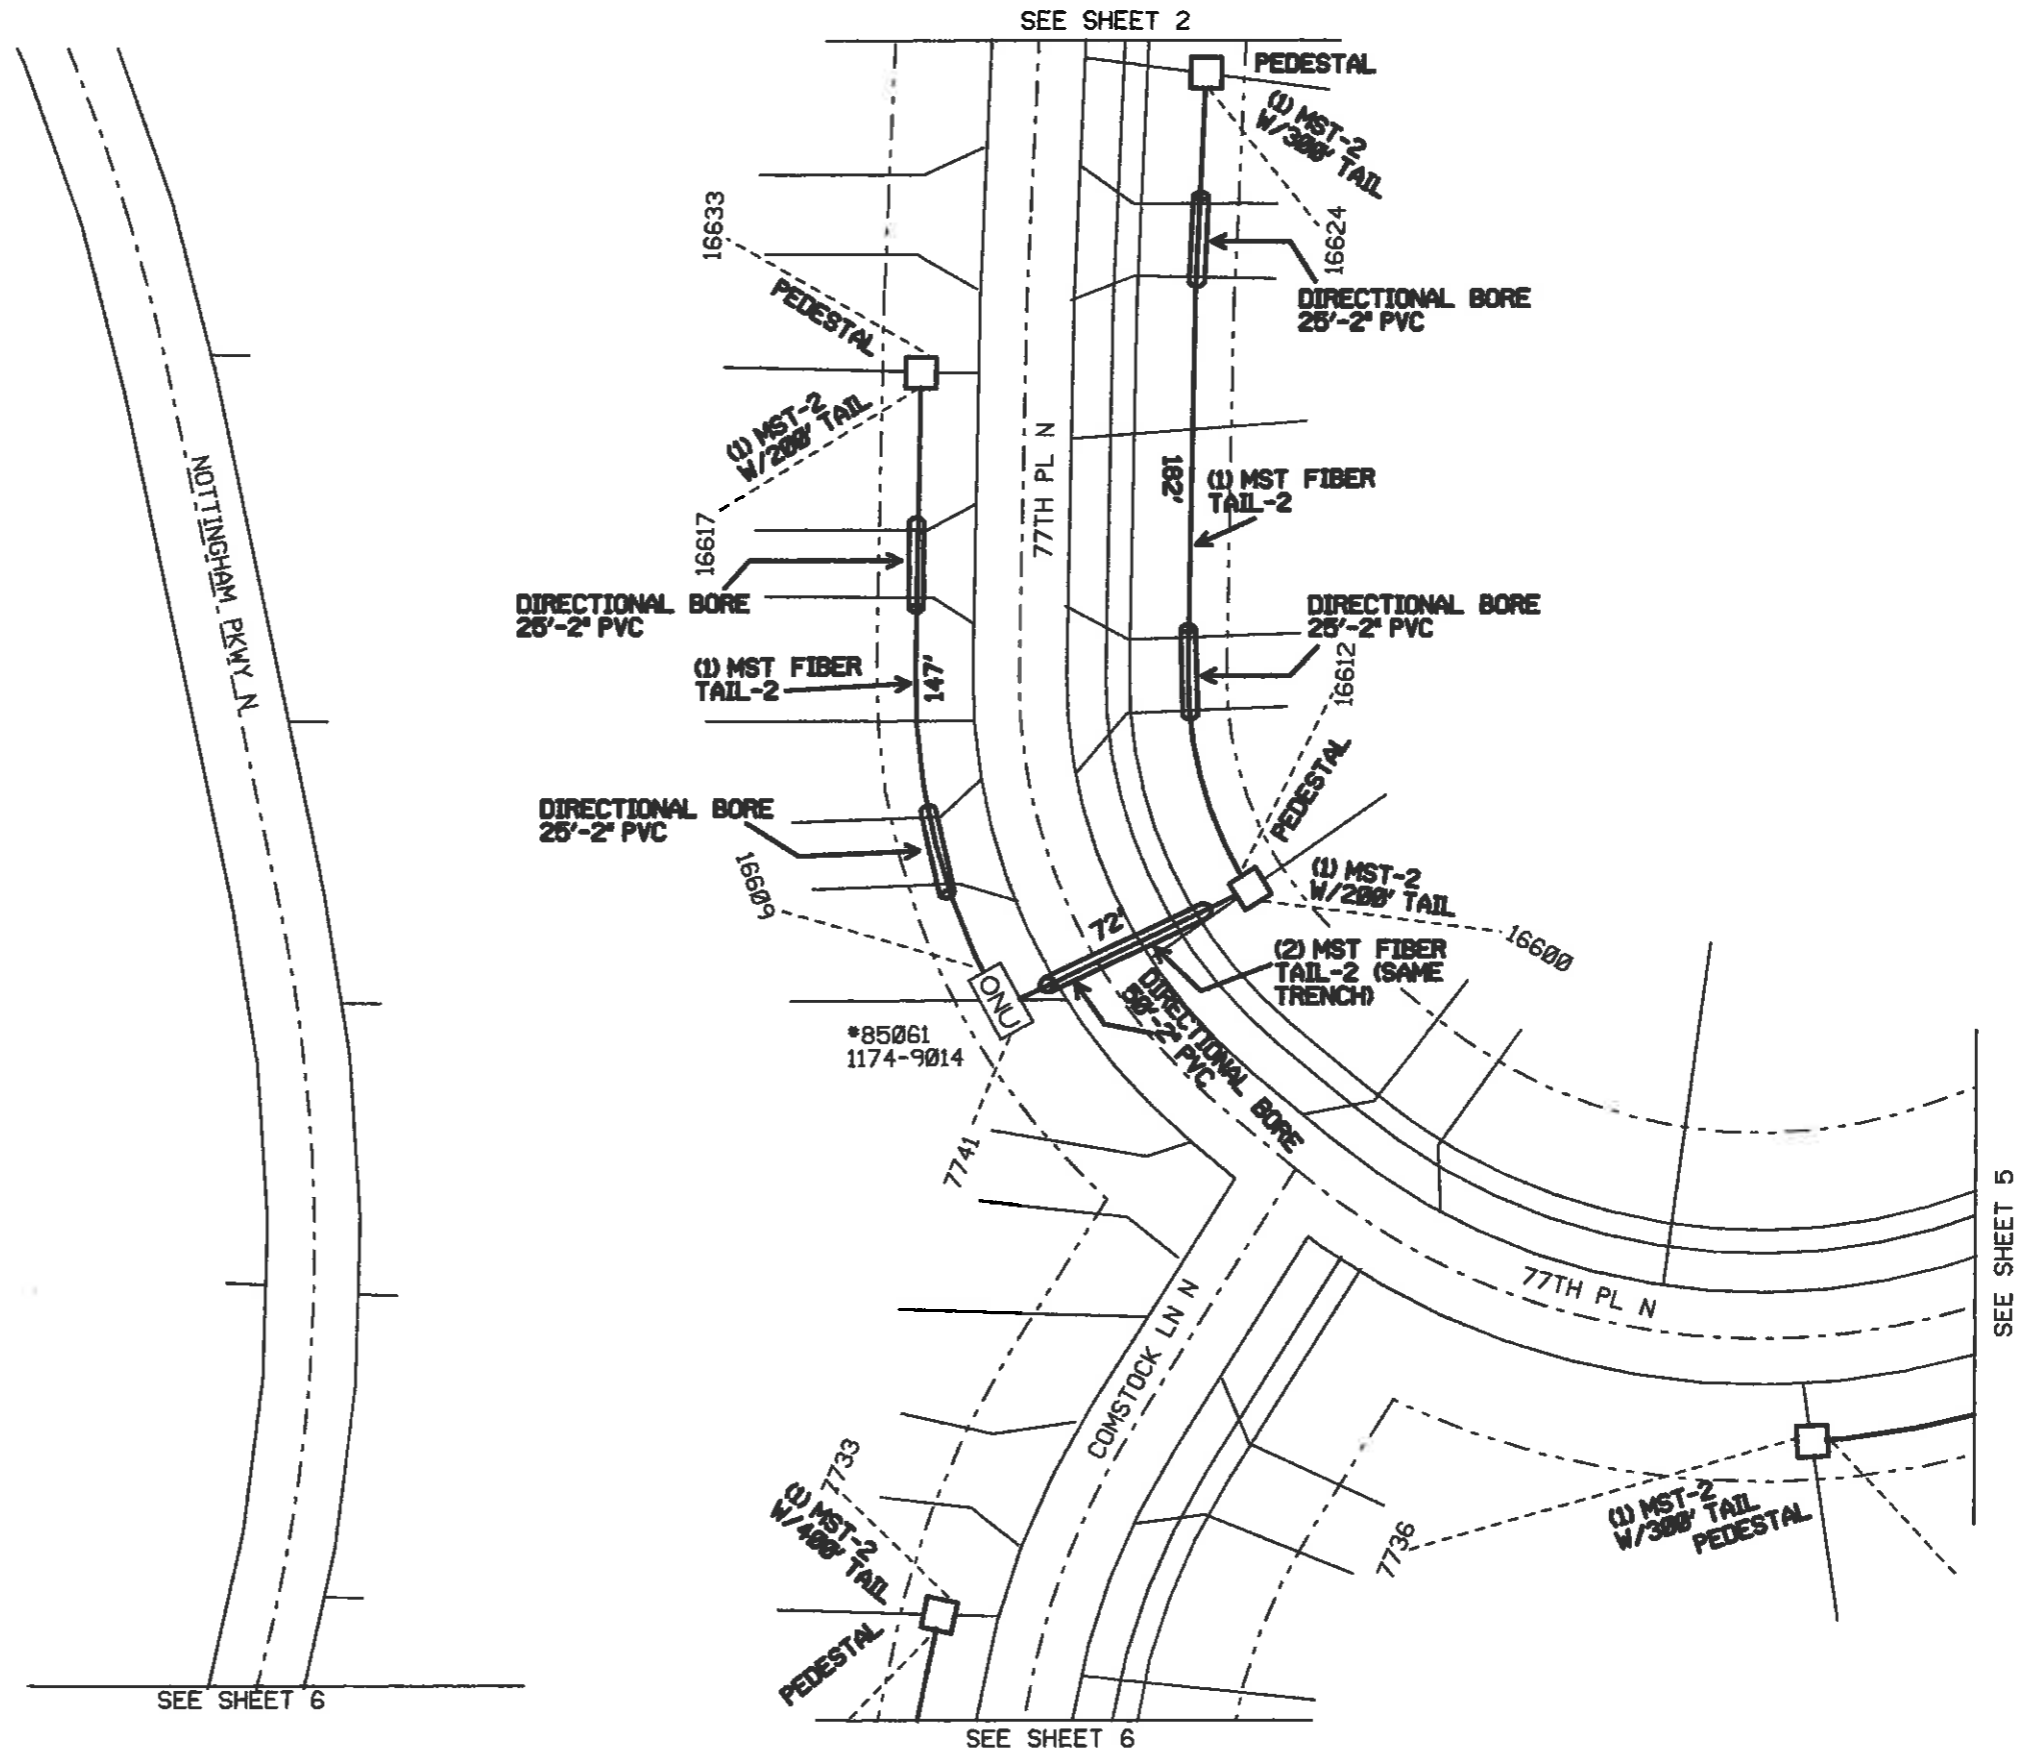 SEE SHEET 2
PEDESTAL
(1) MST-2
W/300' TAIL
16624
DIRECTIONAL BORE
25'-2" PVC
16633
PEDESTAL
(1) MST-2
W/200' TAIL
16617
DIRECTIONAL BORE
25'-2" PVC
77TH PL N
182'
(1) MST FIBER
TAIL-2
NOTTINGHAM PKWY N
(1) MST FIBER
TAIL-2
147'
DIRECTIONAL BORE
25'-2" PVC
16612
PEDESTAL
DIRECTIONAL BORE
25'-2" PVC
16609
(1) MST-2
W/200' TAIL
16600
72'
(2) MST FIBER
TAIL-2 (SAME
TRENCH)
DIRECTIONAL BORE
50'-2" PVC
ONU
*85061
1174-9014
7741
COMSTOCK LN N
77TH PL N
SEE SHEET 5
7733
(1) MST-2
W/400' TAIL
PEDESTAL
7736
(1) MST-2
W/300' TAIL
PEDESTAL
SEE SHEET 6
SEE SHEET 6